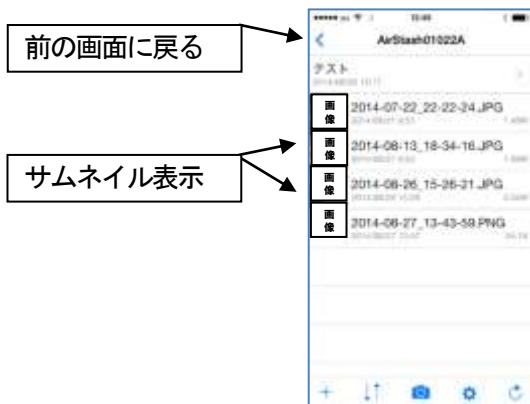 前の画面に戻る
AirStash01022A
テスト
画像
2014-07-22_22-22-24.JPG
画像
2014-08-13_18-34-16.JPG
サムネイル表示
画像
2014-08-26_15-26-21.JPG
画像
2014-08-27_13-43-59.PNG